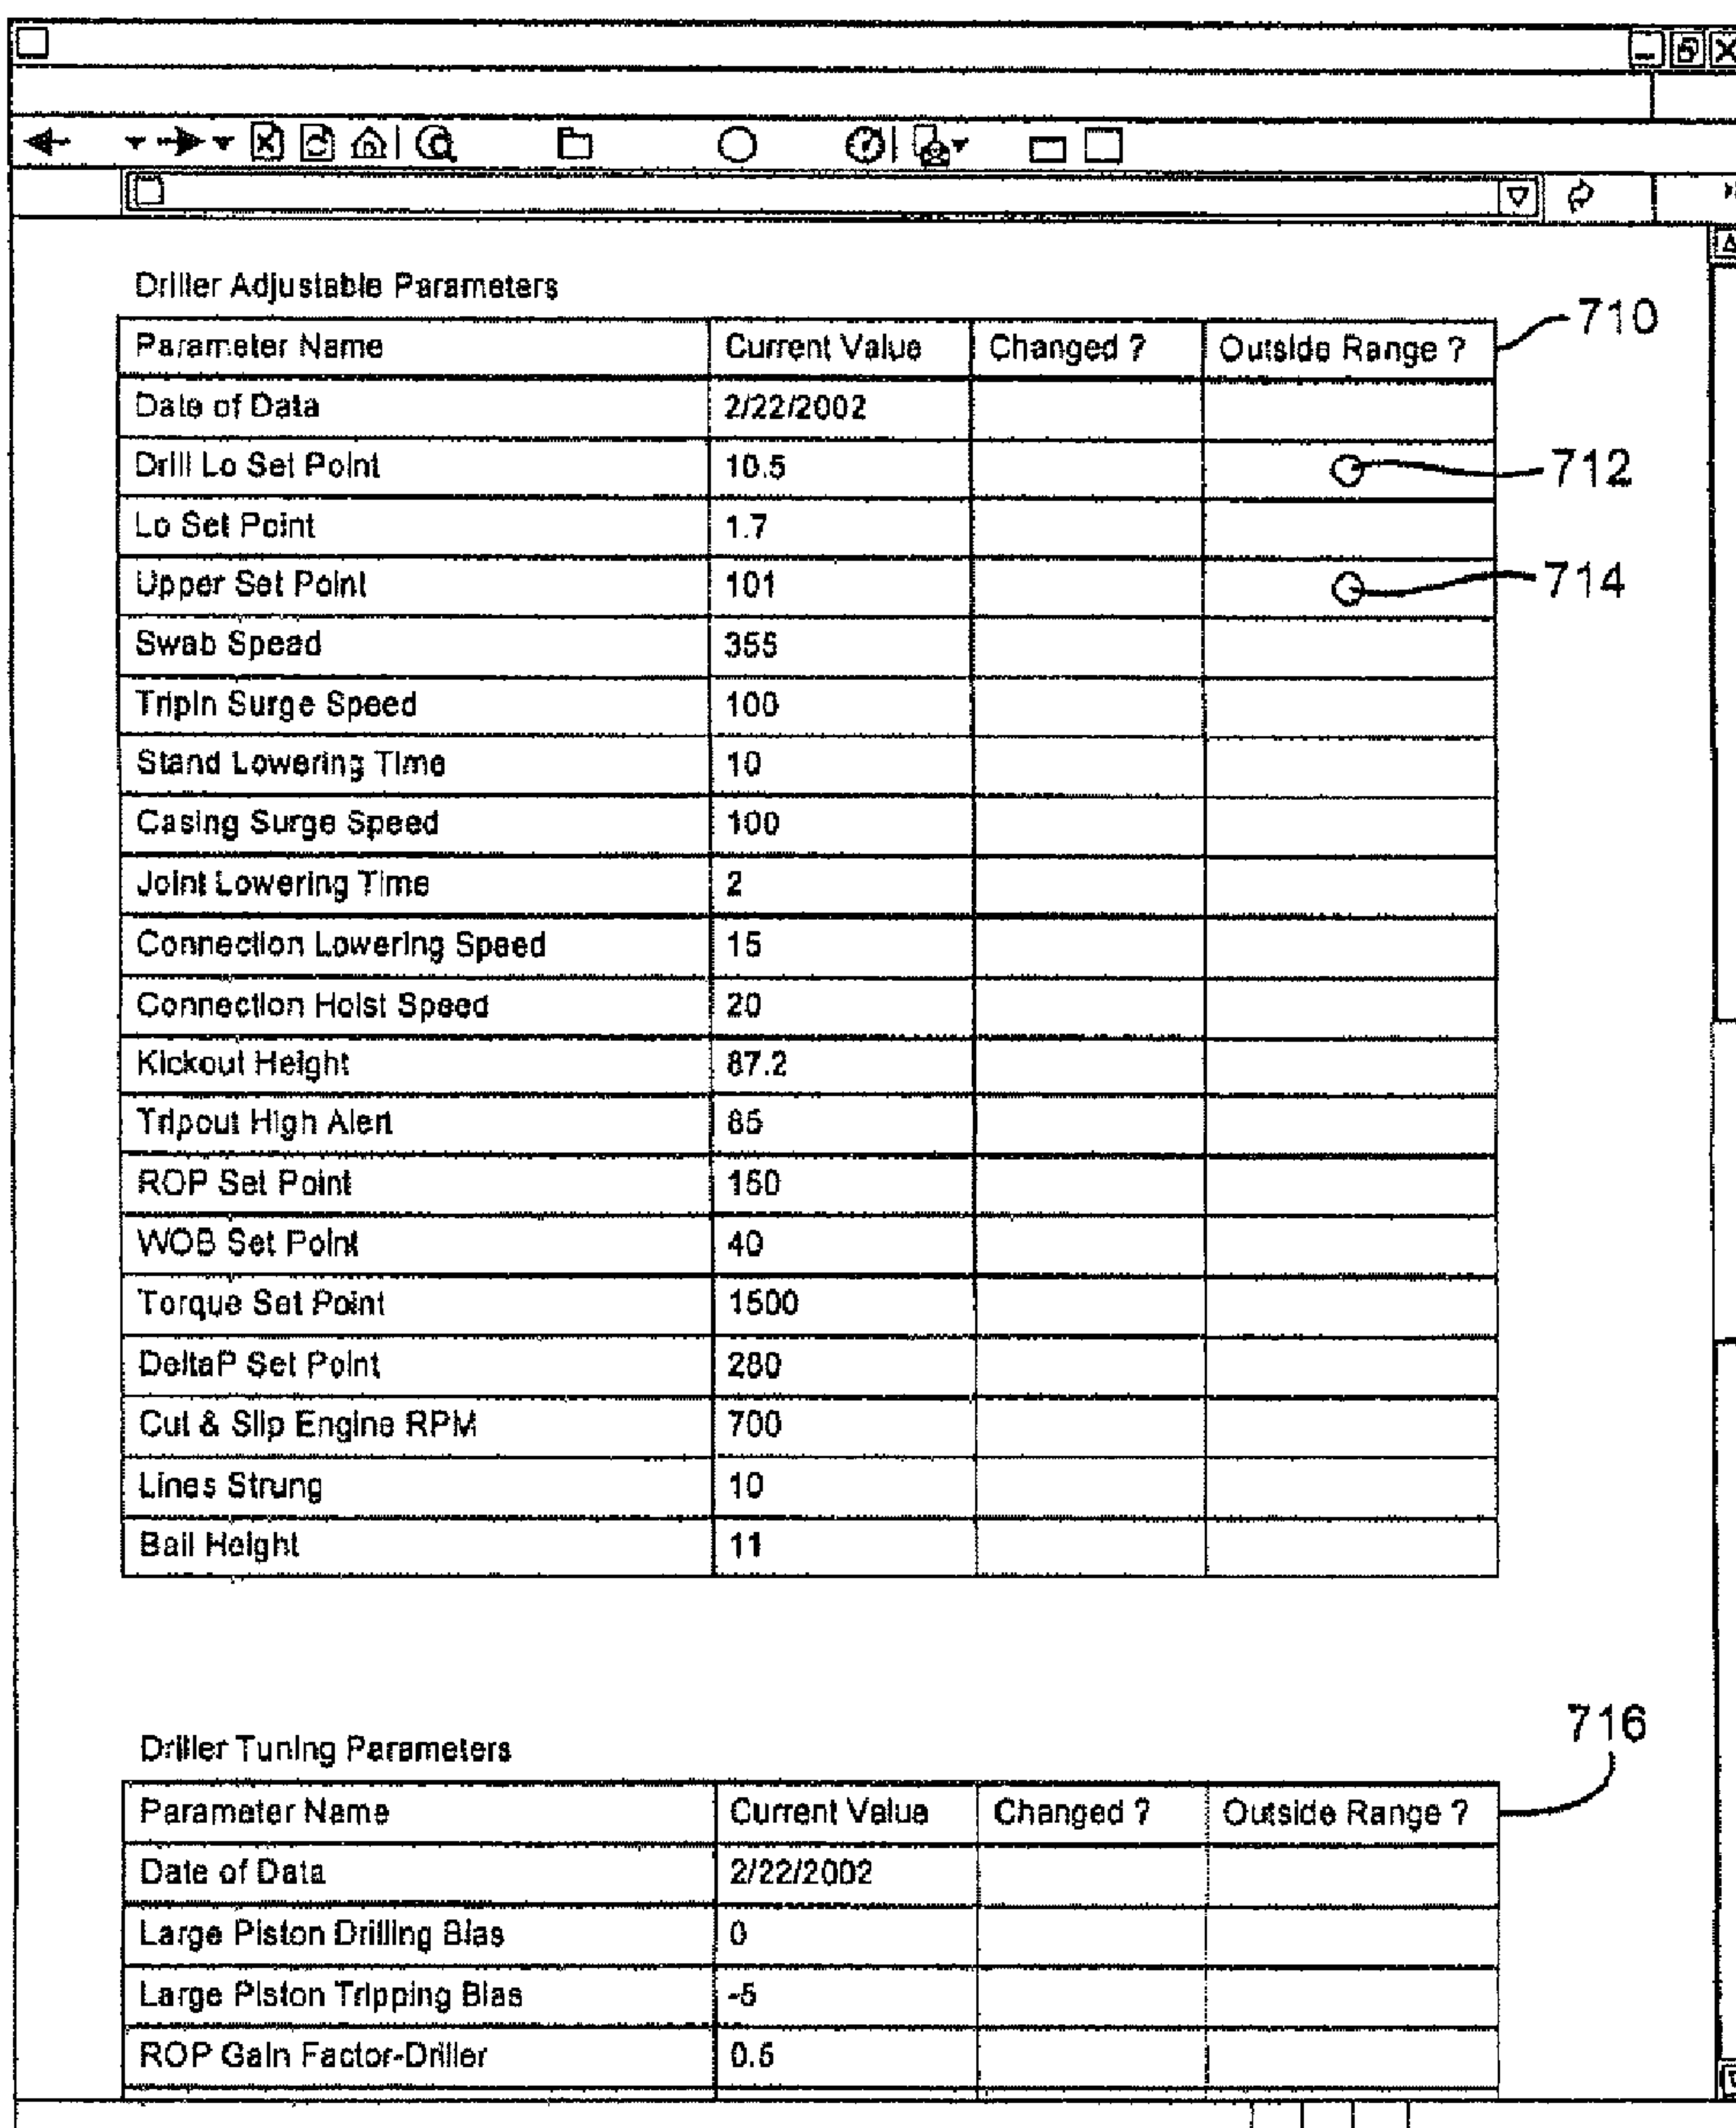 Driller Adjustable Parameters
Parameter Name Current Value Changed ? Outside Range ?
710
Date of Data 2/22/2002
Drill Lo Set Point 10.5
712
Lo Set Point 1.7
Upper Set Point 101
714
Swab Speed 355
Tripin Surge Speed 100
Stand Lowering Time 10
Casing Surge Speed 100
Joint Lowering Time 2
Connection Lowering Speed 15
Connection Hoist Speed 20
Kickout Height 87.2
Tripout High Alert 85
ROP Set Point 150
WOB Set Point 40
Torque Set Point 1500
DeltaP Set Point 280
Cut & Slip Engine RPM 700
Lines Strung 10
Bail Height 11
Driller Tuning Parameters
716
Parameter Name Current Value Changed ? Outside Range ?
Date of Data 2/22/2002
Large Piston Drilling Bias 0
Large Piston Tripping Bias -5
ROP Gain Factor-Driller 0.5